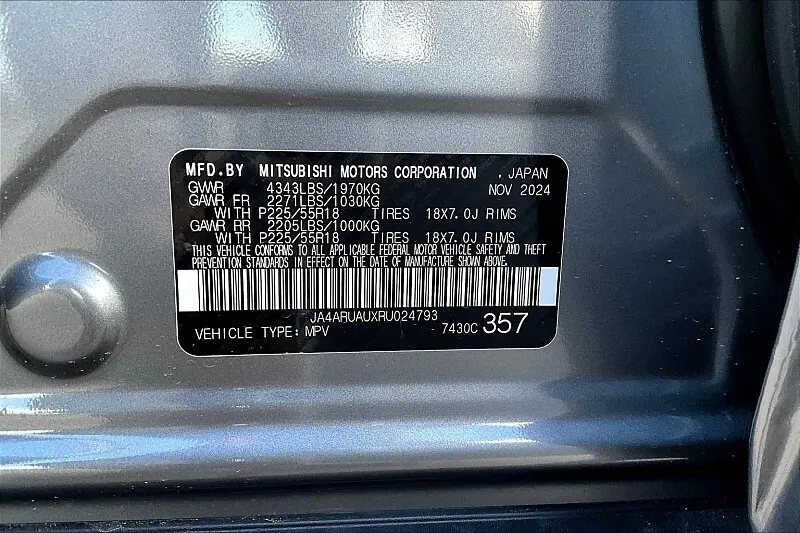 MFD.BY MITSUBISHI MOTORS CORPORATION , JAPAN
GVWR 4343LBS/1970KG NOV 2024
GAWR FR 2271LBS/1030KG
WITH P225/55R18 TIRES 18X7.0J RIMS
GAWR RR 2205LBS/1000KG
WITH P225/55R18 TIRES 18X7.0J RIMS
THIS VEHICLE CONFORMS TO ALL APPLICABLE FEDERAL MOTOR VEHICLE SAFETY AND THEFT
PREVENTION STANDARDS IN EFFECT ON THE DATE OF MANUFACTURE SHOWN ABOVE.
JA4ARUAUXRU024793
VEHICLE TYPE: MPV 7430C 357